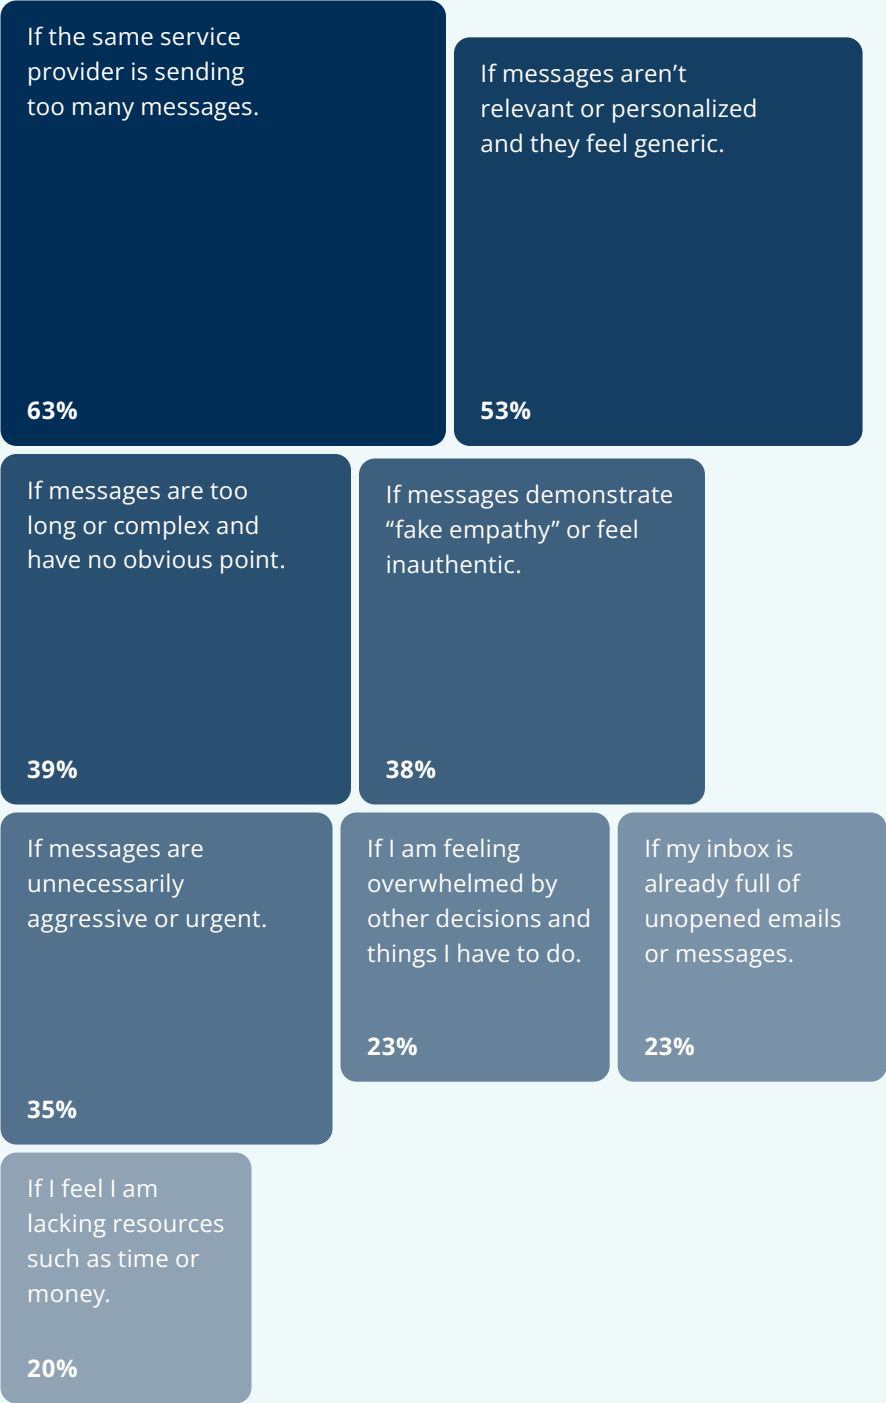 If the same service
provider is sending
too many messages.
63%
If messages aren’t
relevant or personalized
and they feel generic.
53%
If messages are too
long or complex and
have no obvious point.
39%
If messages demonstrate
“fake empathy” or feel
inauthentic.
38%
If messages are
unnecessarily
aggressive or urgent.
35%
If I am feeling
overwhelmed by
other decisions and
things I have to do.
23%
If my inbox is
already full of
unopened emails
or messages.
23%
If I feel I am
lacking resources
such as time or
money.
20%